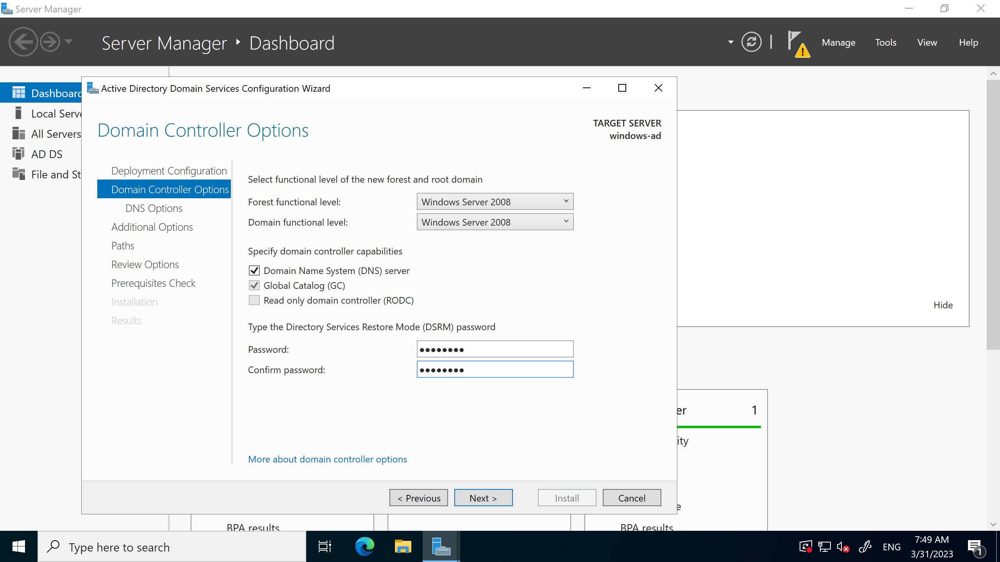 Server Manager
Server Manager ‣ Dashboard
Manage Tools View Help
Dashboard
Local Serve
All Servers
AD DS
File and St
Active Directory Domain Services Configuration Wizard
Domain Controller Options
TARGET SERVER
windows-ad
Deployment Configuration
Domain Controller Options
DNS Options
Additional Options
Paths
Review Options
Prerequisites Check
Installation
Results
Select functional level of the new forest and root domain
Forest functional level: Windows Server 2008
Domain functional level: Windows Server 2008
Specify domain controller capabilities
Domain Name System (DNS) server
Global Catalog (GC)
Read only domain controller (RODC)
Type the Directory Services Restore Mode (DSRM) password
Password: ●●●●●●●●
Confirm password: ●●●●●●●●
More about domain controller options
< Previous Next > Install Cancel
Hide
er 1
ity
e
BPA results
BPA results
Type here to search
ENG
7:49 AM
3/31/2023
1